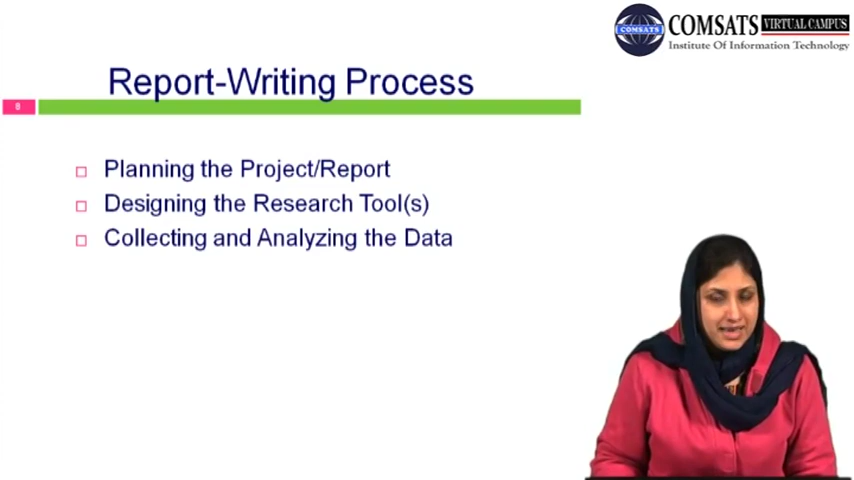 COMSATS VIRTUAL CAMPUS
Institute Of Information Technology
Report-Writing Process
8
Planning the Project/Report
Designing the Research Tool(s)
Collecting and Analyzing the Data